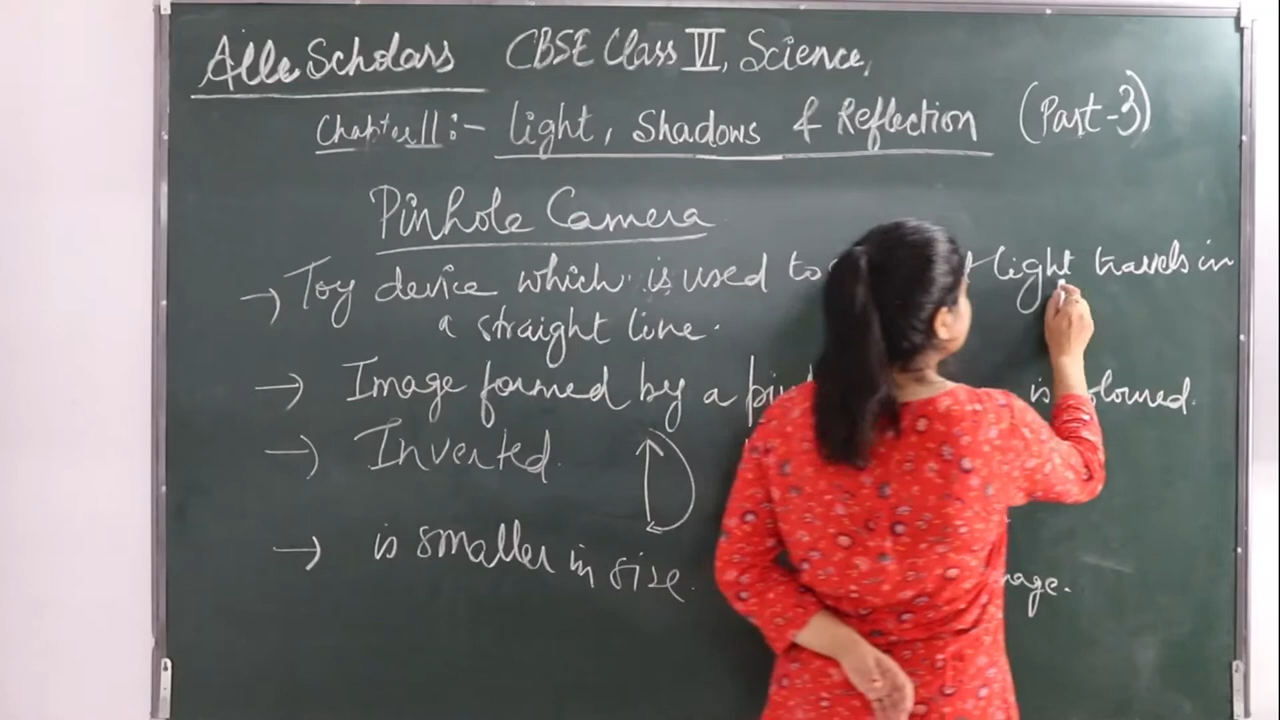 Alle Scholars CBSE Class VI, Science,
Chapter 11 :- Light, Shadows & Reflection (Part-3)
Pinhole Camera
→ Toy device which is used to light travels in
a straight line.
→ Image formed by a is coloured.
→ Inverted.
→ is smaller in size.